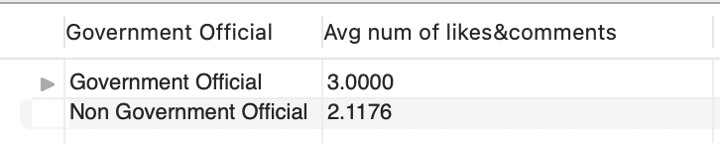 Government Official Avg num of likes&comments
Government Official 3.0000
Non Government Official 2.1176